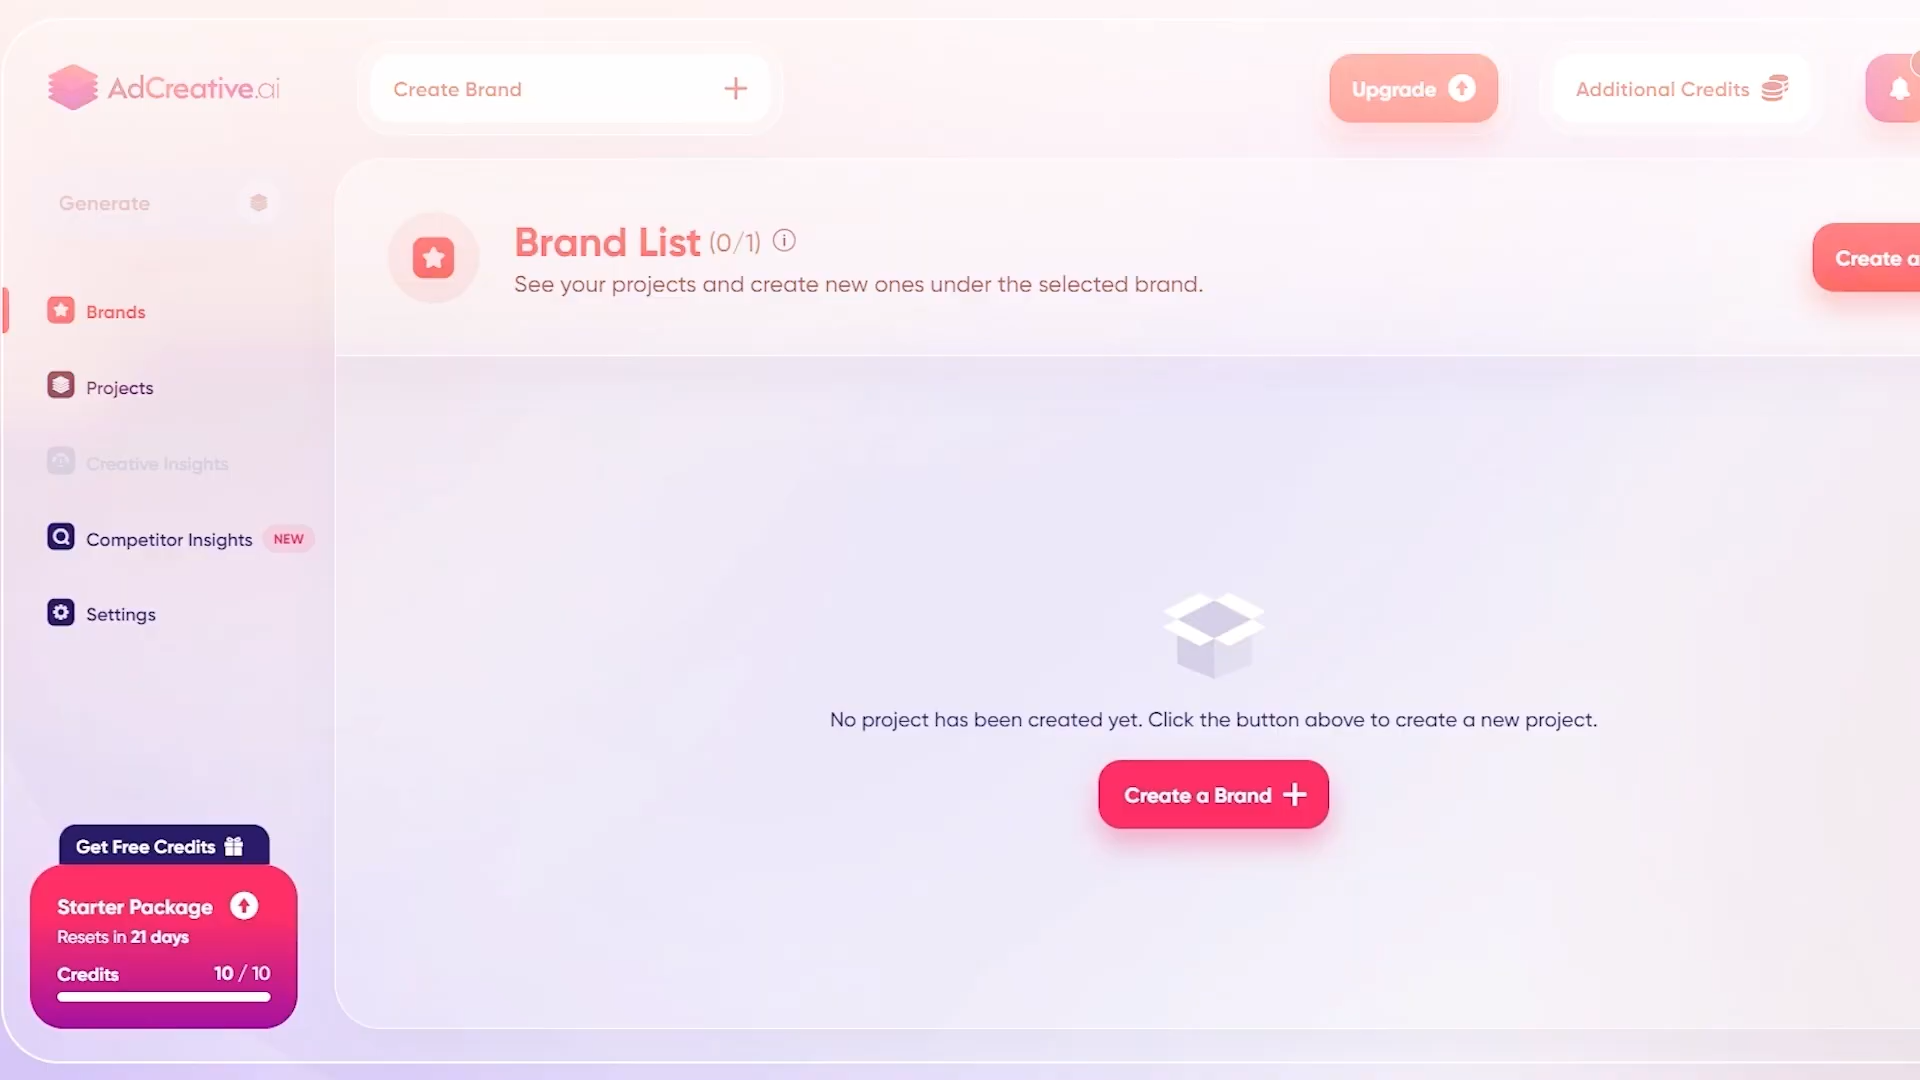 AdCreative.ai
Create Brand
Upgrade
Additional Credits
Generate
Brand List (0/1)
See your projects and create new ones under the selected brand.
Create a
Brands
Projects
Creative Insights
Competitor Insights NEW
Settings
No project has been created yet. Click the button above to create a new project.
Create a Brand
Get Free Credits
Starter Package
Resets in 21 days
Credits 10 / 10